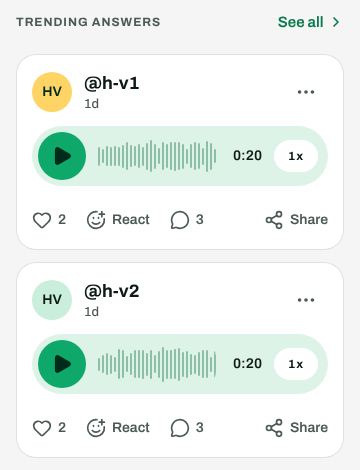 TRENDING ANSWERS See all
HV @h-v1
1d
0:20 1x
2 React 3 Share
HV @h-v2
1d
0:20 1x
2 React 3 Share